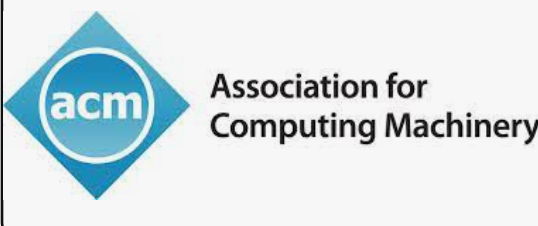 acm
Association for
Computing Machinery